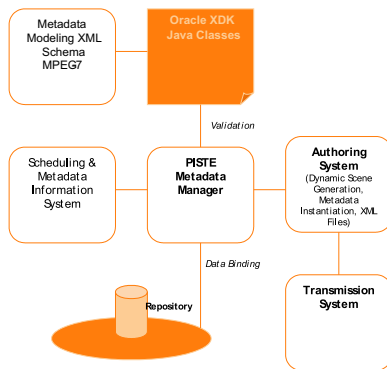 Metadata
Modeling XML
Schema
MPEG7
Oracle XDK
Java Classes
Validation
Scheduling &
Metadata
Information
System
PISTE
Metadata
Manager
Authoring
System
(Dynamic Scene
Generation,
Metadata
Instantiation, XML
Files)
Data Binding
Repository
Transmission
System